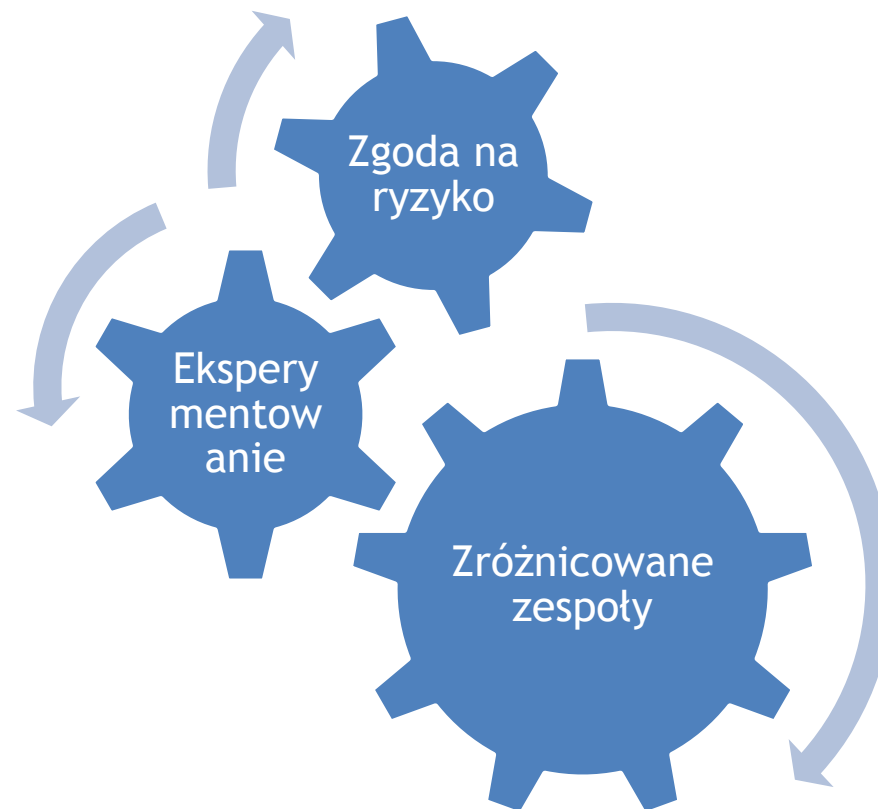 Zgoda na
ryzyko
Ekspery
mentow
anie
Zróżnicowane
zespoły